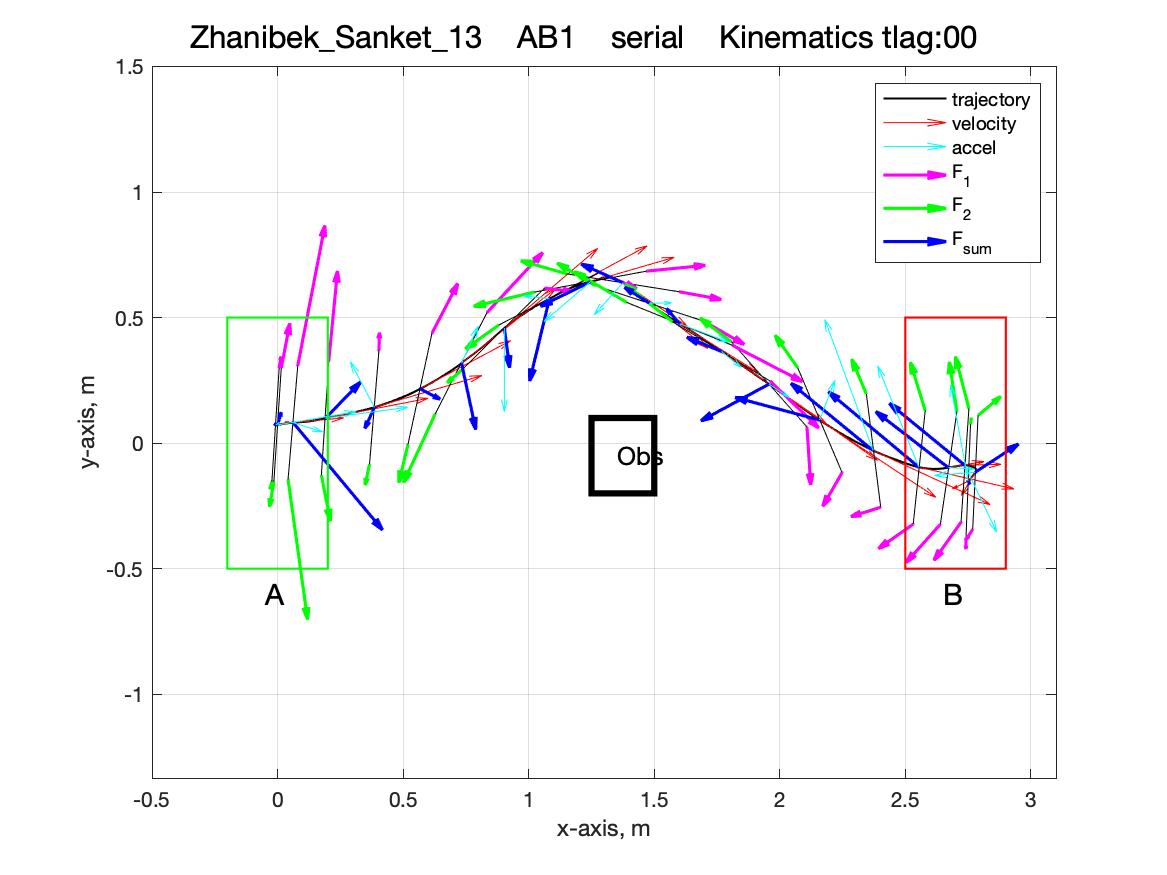 Zhanibek_Sanket_13 AB1 serial Kinematics tlag:00
1.5
1
0.5
0
-0.5
-1
y-axis, m
trajectory
velocity
accel
F1
F2
Fsum
Obs
A
B
-0.5 0 0.5 1 1.5 2 2.5 3
x-axis, m